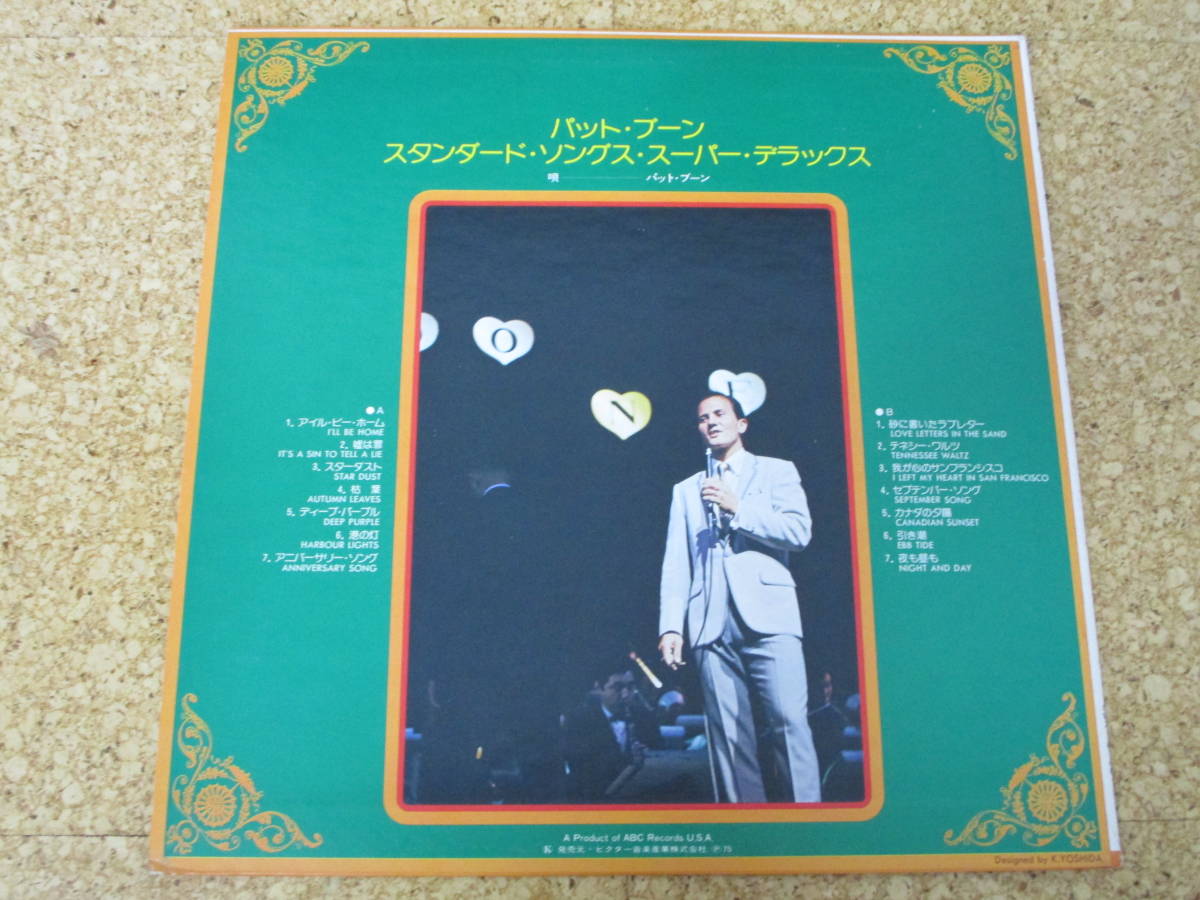 パット・ブーン
スタンダード・ソングス・スーパー・デラックス
唄 パット・ブーン
O
N
●A
1. アイル・ビー・ホーム
I'LL BE HOME
2. 嘘は罪
IT'S A SIN TO TELL A LIE
3. スターダスト
STAR DUST
4. 枯葉
AUTUMN LEAVES
5. ディープ・パープル
DEEP PURPLE
6. 港の灯
HARBOUR LIGHTS
7. アニバーサリー・ソング
ANNIVERSARY SONG
●B
1. 砂に書いたラブレター
LOVE LETTERS IN THE SAND
2. テネシー・ワルツ
TENNESSEE WALTZ
3. 我が心のサンフランシスコ
I LEFT MY HEART IN SAN FRANCISCO
4. セプテンバー・ソング
SEPTEMBER SONG
5. カナダの夕陽
CANADIAN SUNSET
6. 引き潮
EBB TIDE
7. 夜も昼も
NIGHT AND DAY
A Product of ABC Records U.S.A.
発売元・ビクター音楽産業株式会社 Ⓟ'75
Designed by K.YOSHIDA